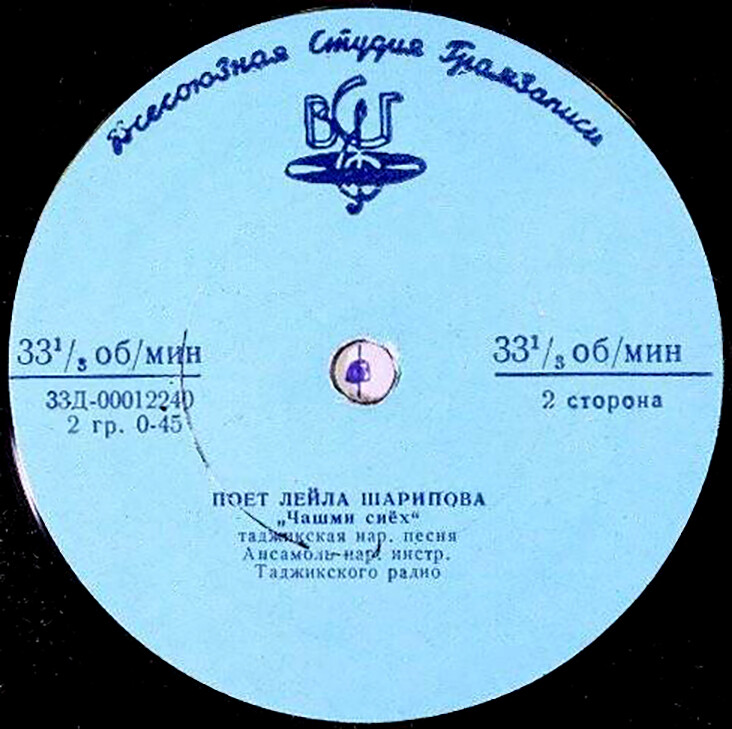 Всесоюзная Студия Грамзаписи
ВСГ
33¹/₃ об/мин
33Д-00012240
2 гр. 0-45
33¹/₃ об/мин
2 сторона
ПОЕТ ЛЕЙЛА ШАРИПОВА
„Чашми сиёх“
таджикская нар. песня
Ансамбль нар. инстр.
Таджикского радио